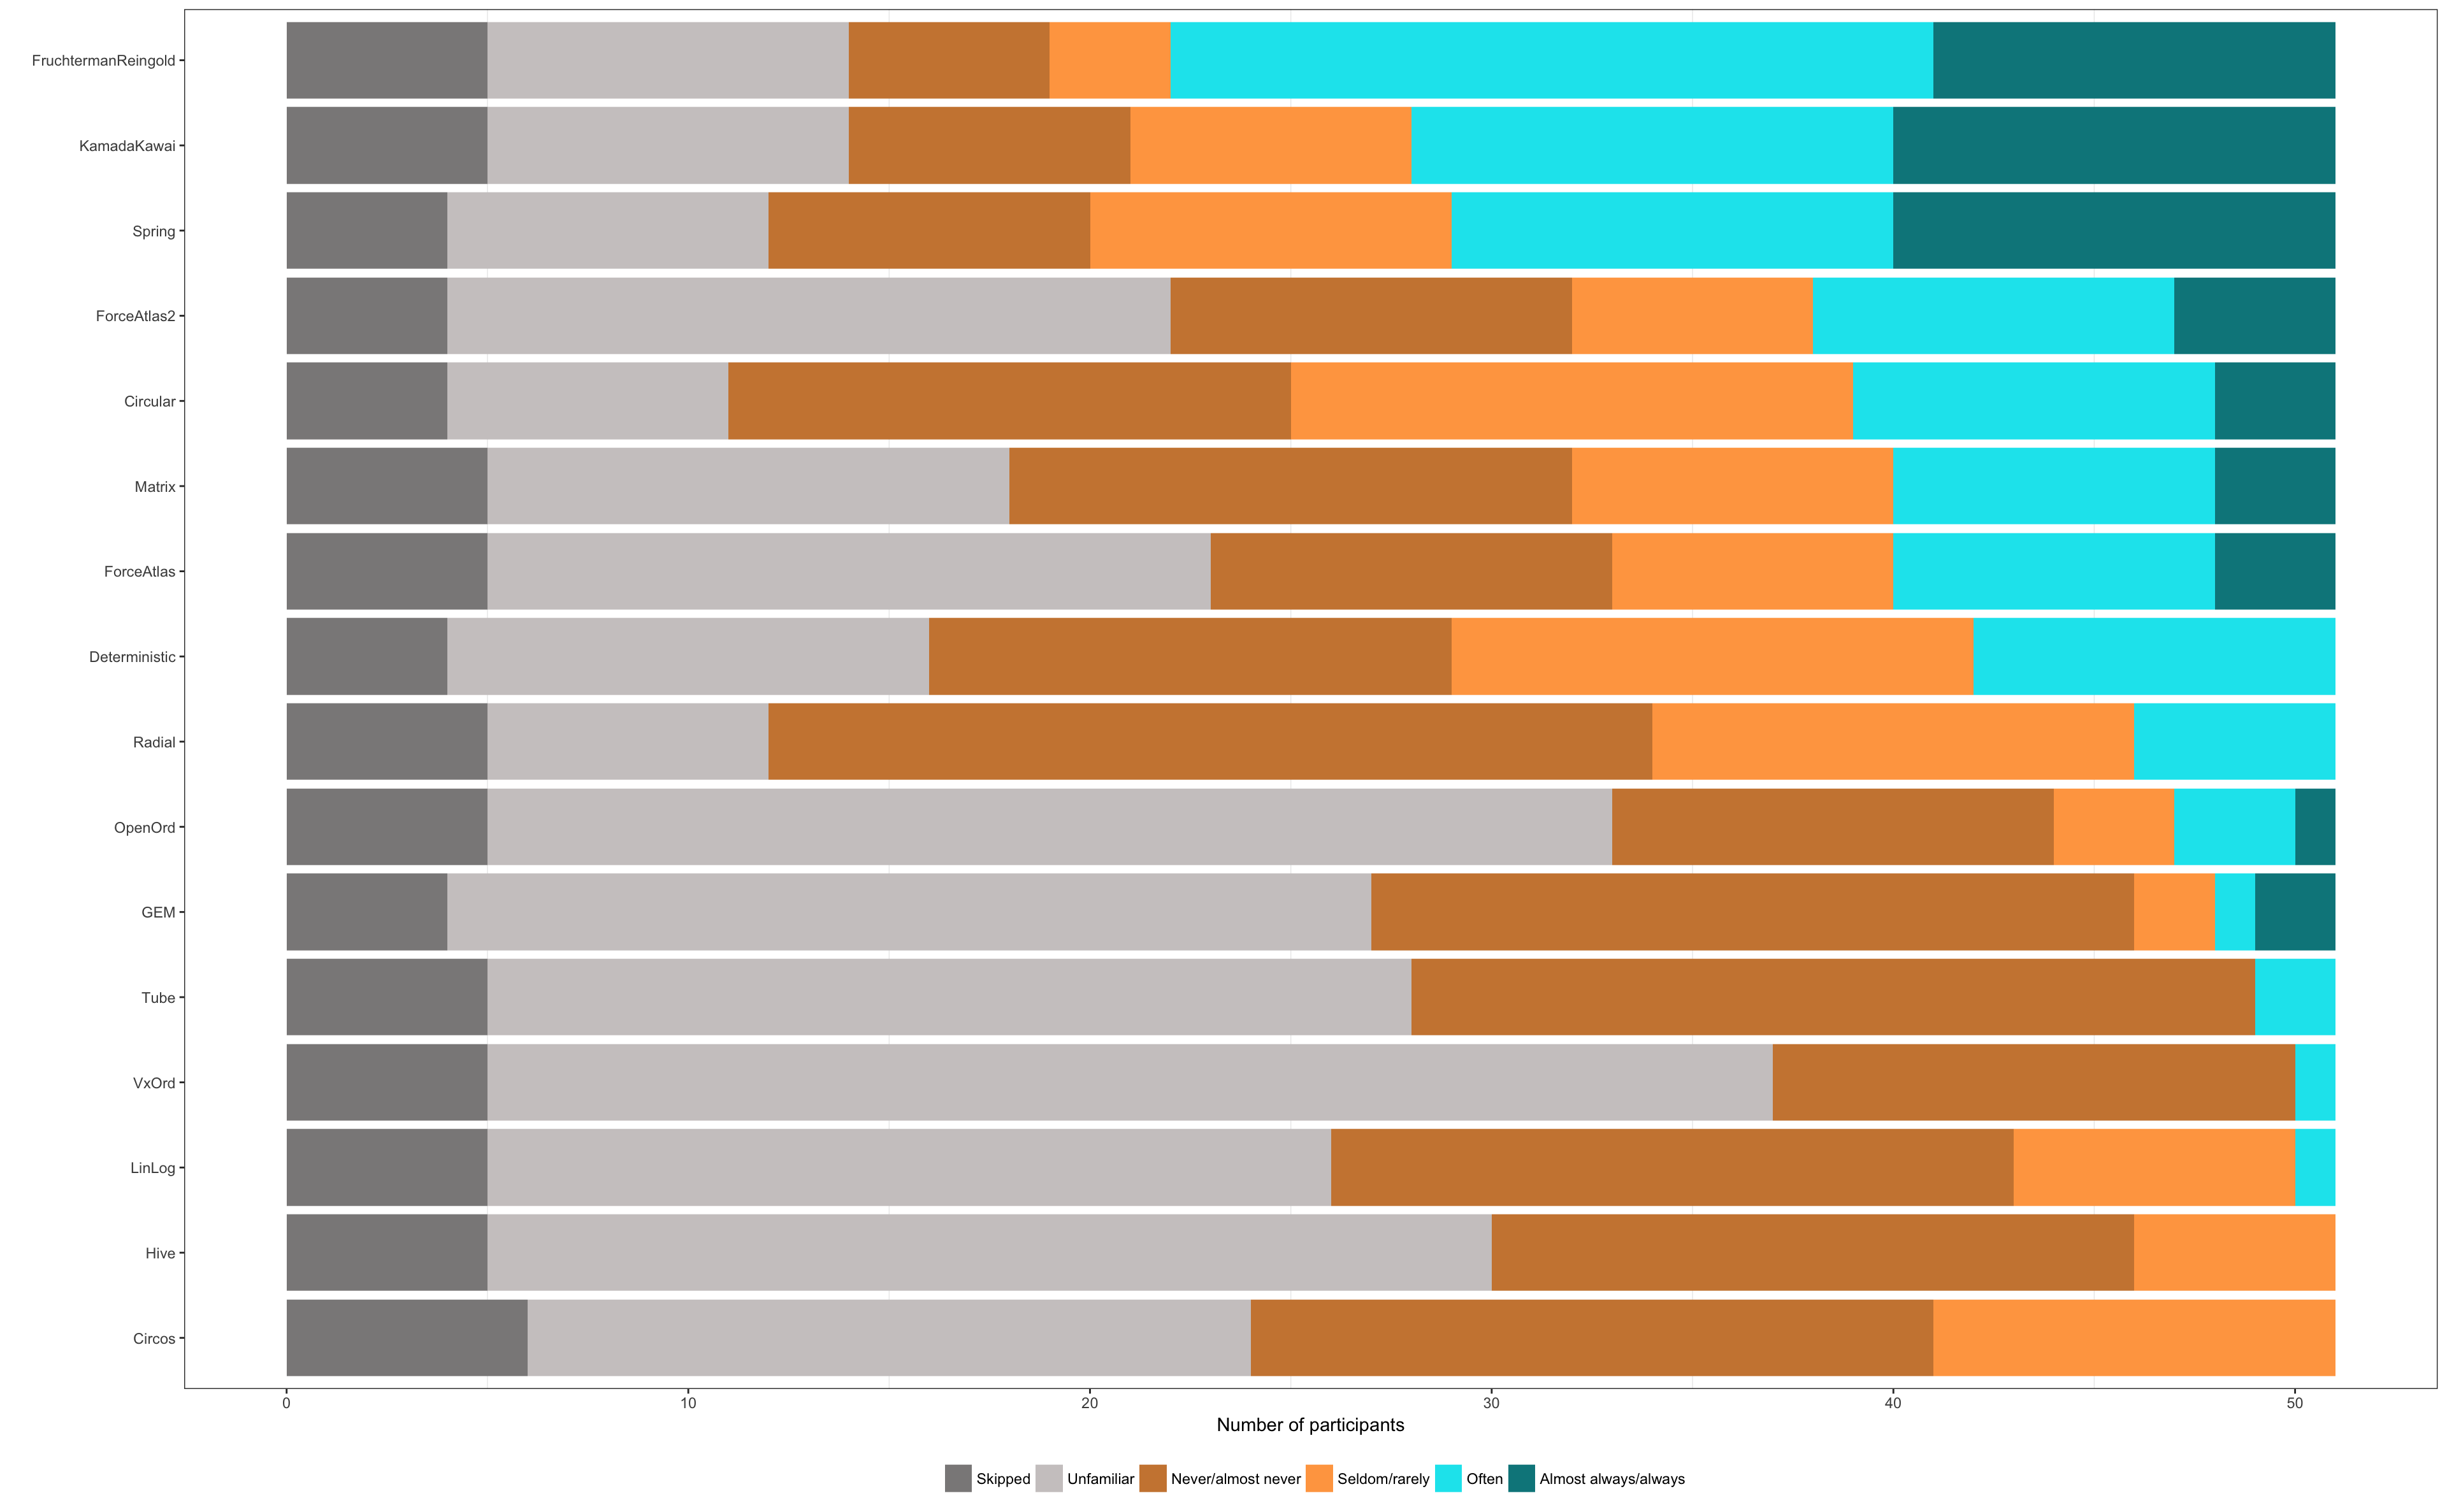 FruchtermanReingold
KamadaKawai
Spring
ForceAtlas2
Circular
Matrix
ForceAtlas
Deterministic
Radial
OpenOrd
GEM
Tube
VxOrd
LinLog
Hive
Circos
0 10 20 30 40 50
Number of participants
Skipped Unfamiliar Never/almost never Seldom/rarely Often Almost always/always